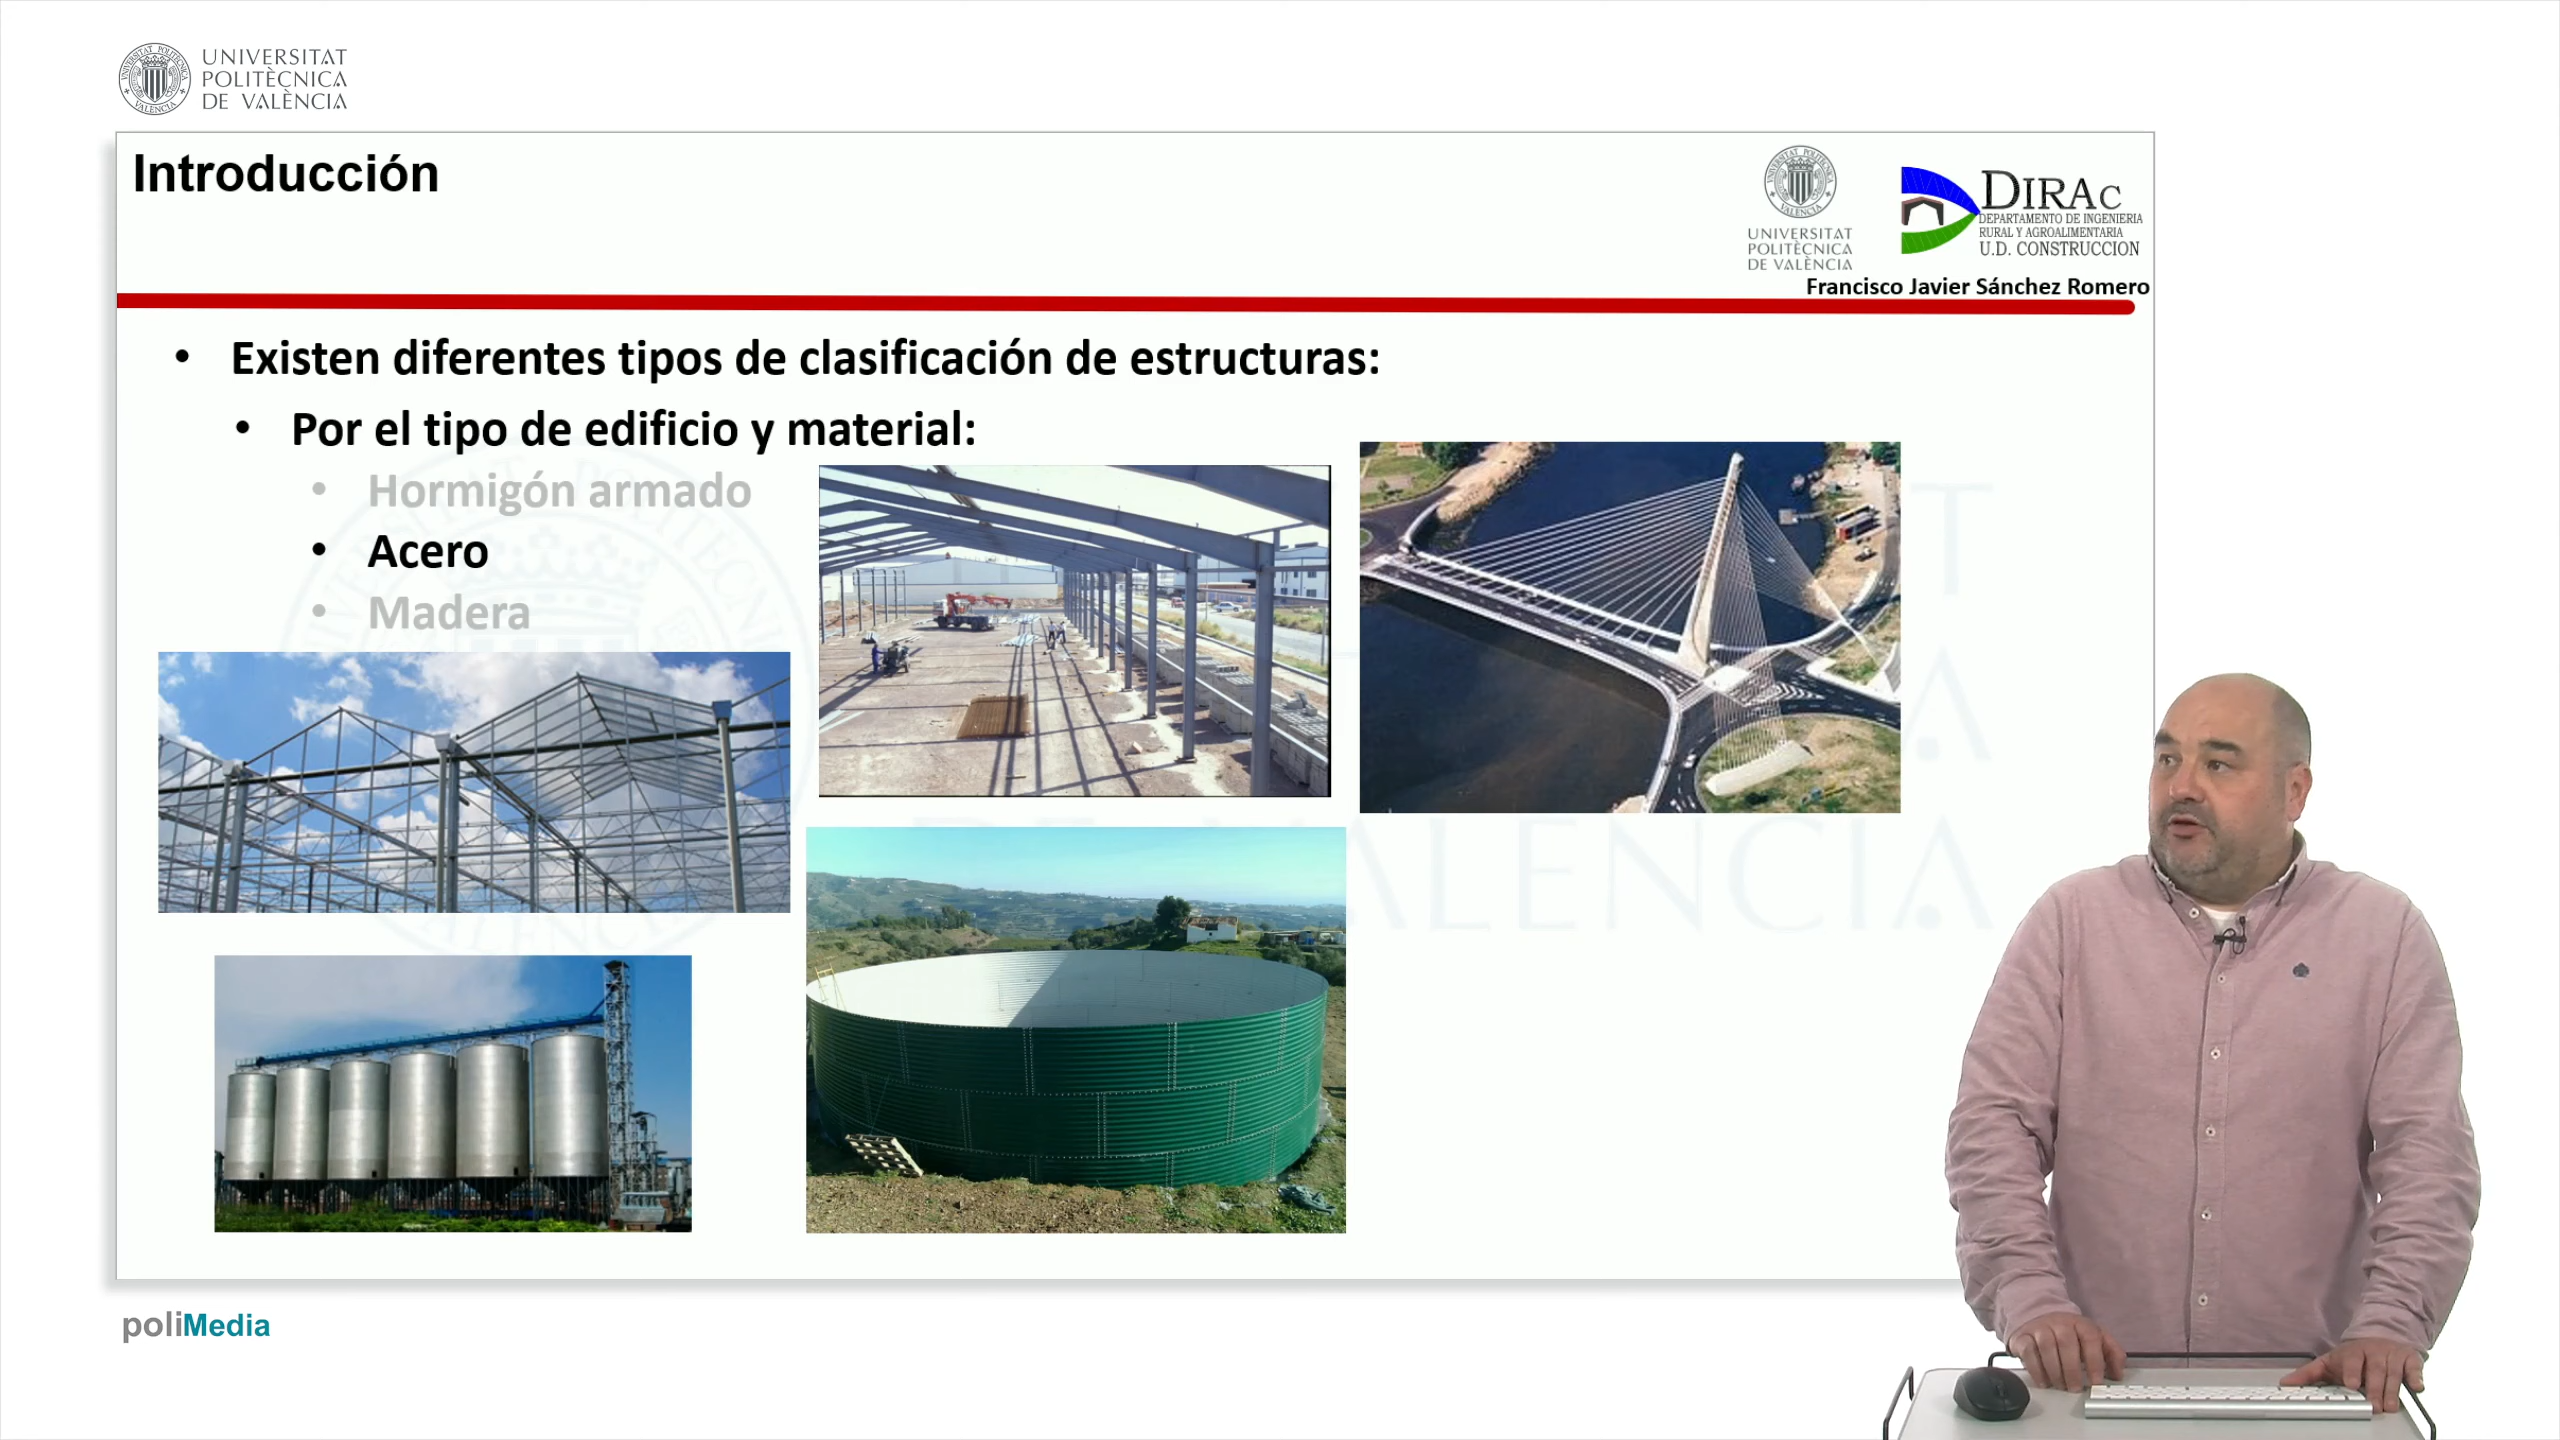 UNIVERSITAT
POLITÈCNICA
DE VALÈNCIA
Introducción
UNIVERSITAT
POLITÈCNICA
DE VALÈNCIA
DIRAC
DEPARTAMENTO DE INGENIERIA
RURAL Y AGROALIMENTARIA
U.D. CONSTRUCCION
Francisco Javier Sánchez Romero
• Existen diferentes tipos de clasificación de estructuras:
• Por el tipo de edificio y material:
• Hormigón armado
• Acero
• Madera
poliMedia